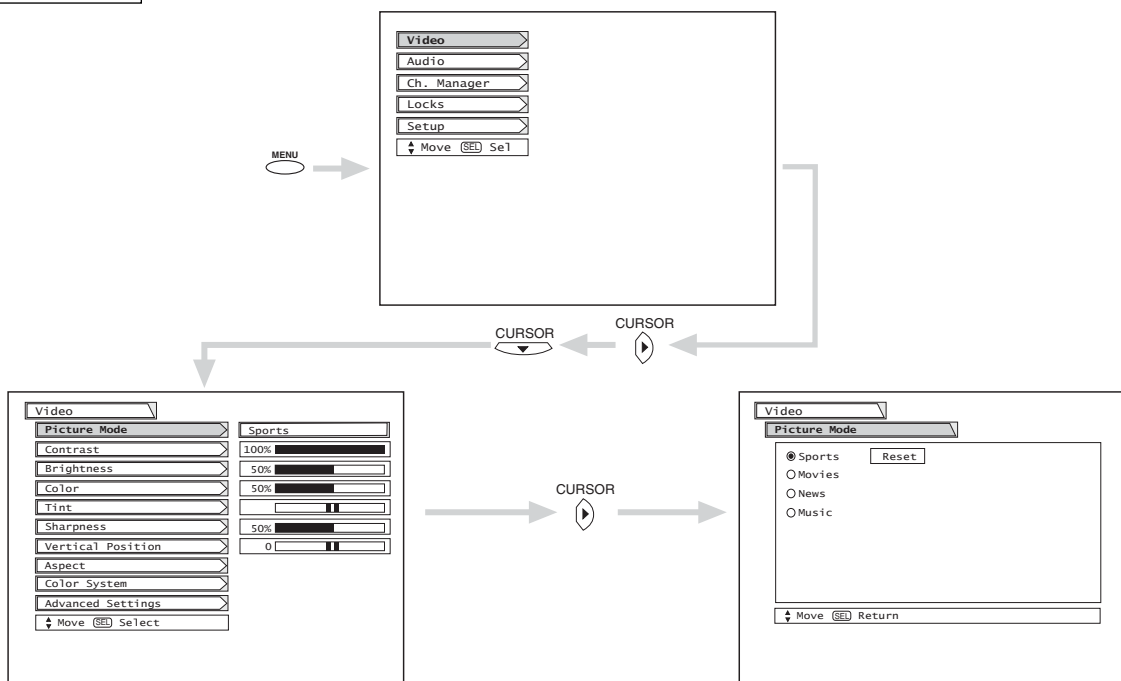 Video
Audio
Ch. Manager
Locks
Setup
Move SEL Sel
MENU
CURSOR
CURSOR
Video
Picture Mode Sports
Contrast 100%
Brightness 50%
Color 50%
Tint
Sharpness 50%
Vertical Position 0
Aspect
Color System
Advanced Settings
Move SEL Select
CURSOR
Video
Picture Mode
Sports Reset
Movies
News
Music
Move SEL Return